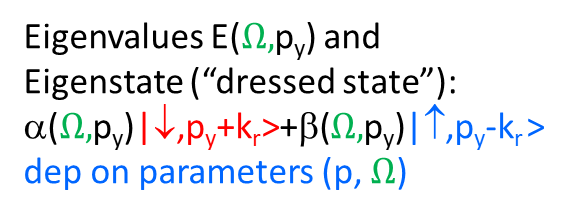 Eigenvalues E(Ω,py) and
Eigenstate (“dressed state”):
α(Ω,py)|↓,py+kr>+β(Ω,py)|↑,py-kr>
dep on parameters (p, Ω)